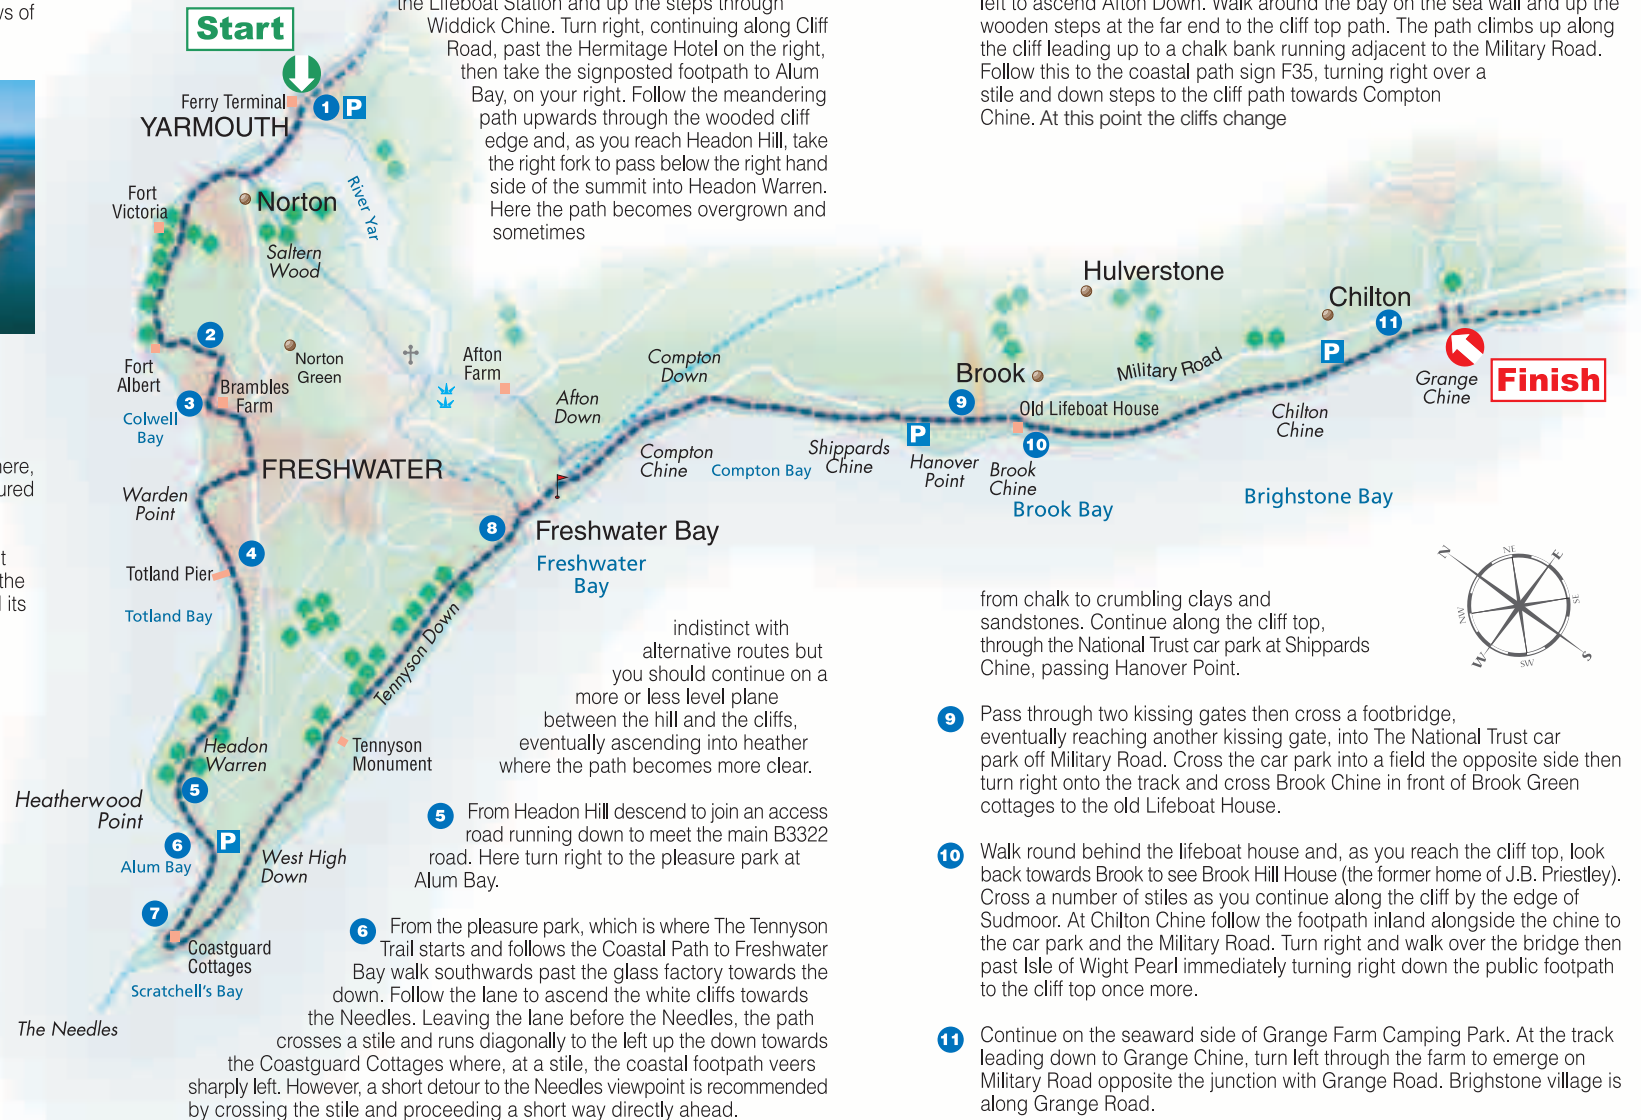 ws of
here,
ured
t
the
l its
Start
Ferry Terminal
1
P
YARMOUTH
Fort
Victoria
Norton
River Yar
Saltern
Wood
2
Norton
Green
Fort
Albert
3
Brambles
Farm
Colwell
Bay
Afton
Farm
FRESHWATER
Warden
Point
4
Totland Pier
Totland Bay
Headon
Warren
Heatherwood
Point
5
6
P
Alum Bay
7
Coastguard
Cottages
Scratchell's Bay
The Needles
West High
Down
Tennyson
Monument
Tennyson Down
8
Freshwater Bay
Freshwater
Bay
Afton
Down
Compton
Down
Compton
Chine
Compton Bay
Shippards
Chine
9
P
Hanover
Point
Brook
Old Lifeboat House
10
Brook
Chine
Brook Bay
Hulverstone
Military Road
Chilton
11
P
Chilton
Chine
Brighstone Bay
Grange
Chine
Finish
N
NE
E
SE
S
SW
W
NW
the Lifeboat Station and up the steps through
Widdick Chine. Turn right, continuing along Cliff
Road, past the Hermitage Hotel on the right,
then take the signposted footpath to Alum
Bay, on your right. Follow the meandering
path upwards through the wooded cliff
edge and, as you reach Headon Hill, take
the right fork to pass below the right hand
side of the summit into Headon Warren.
Here the path becomes overgrown and
sometimes
indistinct with
alternative routes but
you should continue on a
more or less level plane
between the hill and the cliffs,
eventually ascending into heather
where the path becomes more clear.
5 From Headon Hill descend to join an access
road running down to meet the main B3322
road. Here turn right to the pleasure park at
Alum Bay.
6 From the pleasure park, which is where The Tennyson
Trail starts and follows the Coastal Path to Freshwater
Bay walk southwards past the glass factory towards the
down. Follow the lane to ascend the white cliffs towards
the Needles. Leaving the lane before the Needles, the path
crosses a stile and runs diagonally to the left up the down towards
the Coastguard Cottages where, at a stile, the coastal footpath veers
sharply left. However, a short detour to the Needles viewpoint is recommended
by crossing the stile and proceeding a short way directly ahead.
left to ascend Afton Down. Walk around the bay on the sea wall and up the
wooden steps at the far end to the cliff top path. The path climbs up along
the cliff leading up to a chalk bank running adjacent to the Military Road.
Follow this to the coastal path sign F35, turning right over a
stile and down steps to the cliff path towards Compton
Chine. At this point the cliffs change
from chalk to crumbling clays and
sandstones. Continue along the cliff top,
through the National Trust car park at Shippards
Chine, passing Hanover Point.
9 Pass through two kissing gates then cross a footbridge,
eventually reaching another kissing gate, into The National Trust car
park off Military Road. Cross the car park into a field the opposite side then
turn right onto the track and cross Brook Chine in front of Brook Green
cottages to the old Lifeboat House.
10 Walk round behind the lifeboat house and, as you reach the cliff top, look
back towards Brook to see Brook Hill House (the former home of J.B. Priestley).
Cross a number of stiles as you continue along the cliff by the edge of
Sudmoor. At Chilton Chine follow the footpath inland alongside the chine to
the car park and the Military Road. Turn right and walk over the bridge then
past Isle of Wight Pearl immediately turning right down the public footpath
to the cliff top once more.
11 Continue on the seaward side of Grange Farm Camping Park. At the track
leading down to Grange Chine, turn left through the farm to emerge on
Military Road opposite the junction with Grange Road. Brighstone village is
along Grange Road.